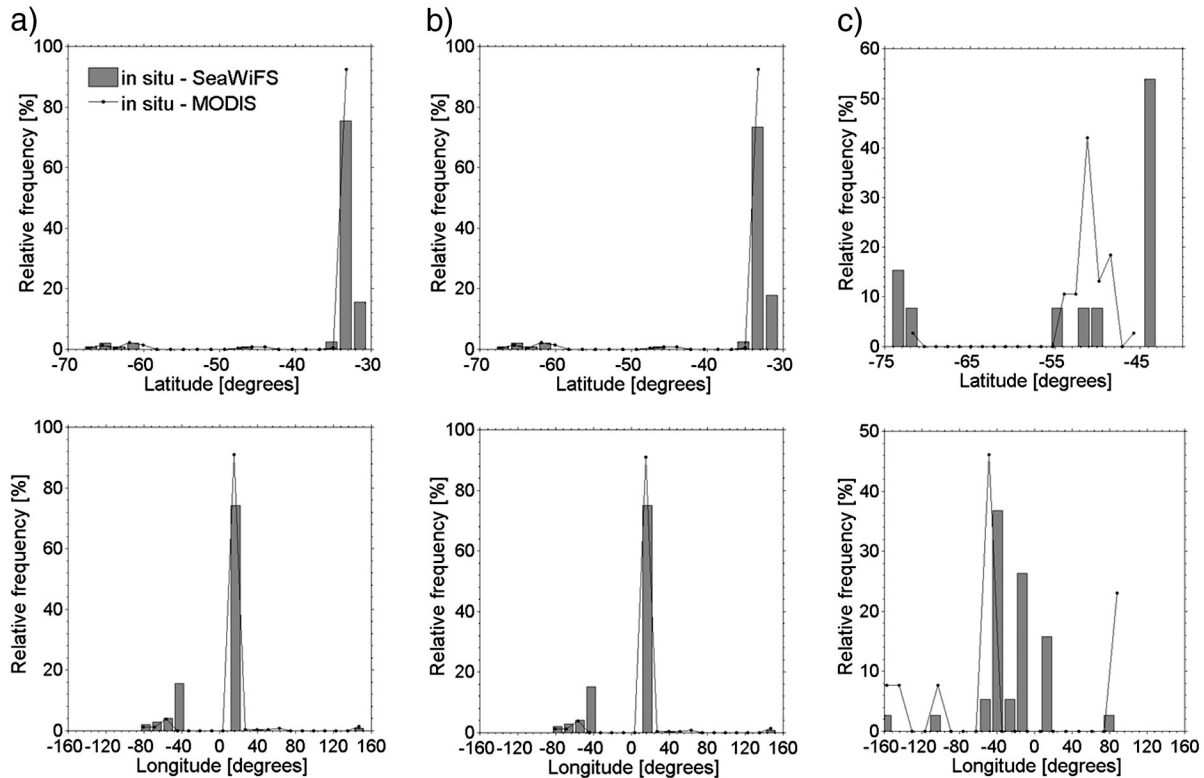 a)
100
80
60
40
20
0
Relative frequency [%]
in situ - SeaWiFS
in situ - MODIS
-70 -60 -50 -40 -30
Latitude [degrees]
b)
100
80
60
40
20
0
Relative frequency [%]
-70 -60 -50 -40 -30
Latitude [degrees]
c)
60
50
40
30
20
10
0
Relative frequency [%]
-75 -65 -55 -45
Latitude [degrees]
100
80
60
40
20
0
Relative frequency [%]
-160 -120 -80 -40 0 40 80 120 160
Longitude [degrees]
100
80
60
40
20
0
Relative frequency [%]
-160 -120 -80 -40 0 40 80 120 160
Longitude [degrees]
50
40
30
20
10
0
Relative frequency [%]
-160 -120 -80 -40 0 40 80 120 160
Longitude [degrees]